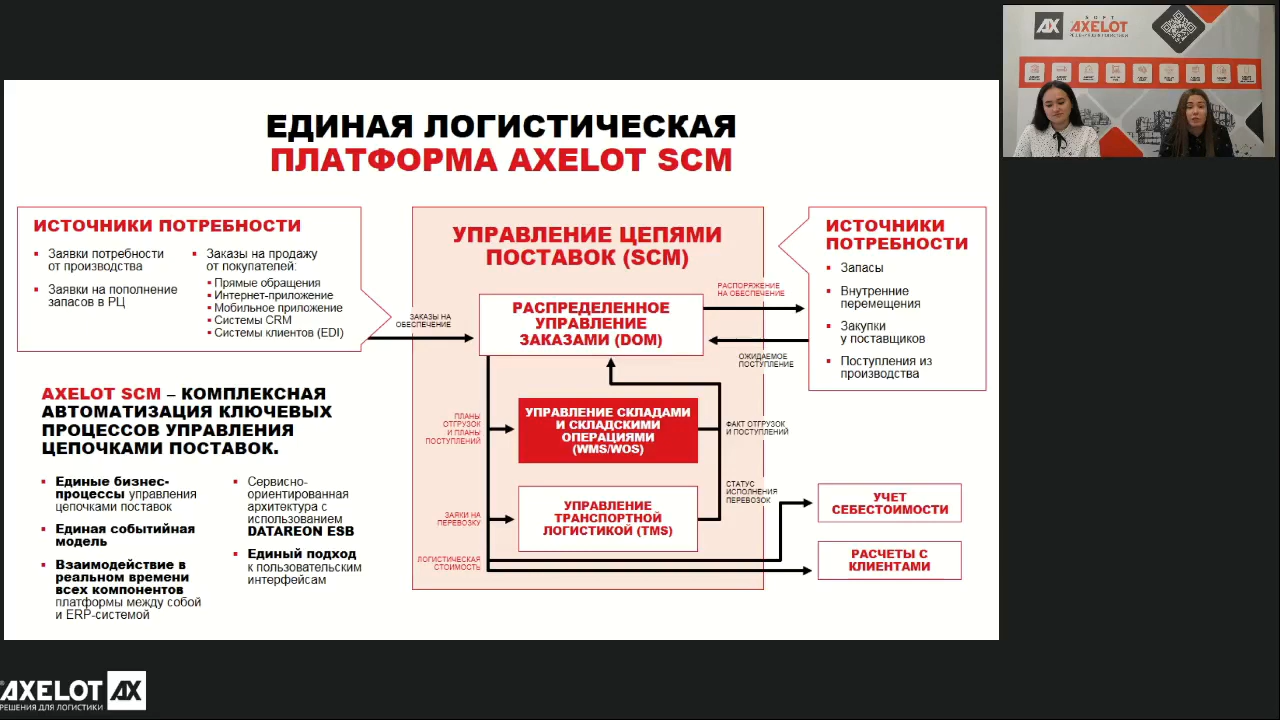 ЕДИНАЯ ЛОГИСТИЧЕСКАЯ
ПЛАТФОРМА AXELOT SCM
ИСТОЧНИКИ ПОТРЕБНОСТИ
Заявки потребности
от производства
Заявки на пополнение
запасов в РЦ
Заказы на продажу
от покупателей:
Прямые обращения
Интернет-приложение
Мобильное приложение
Системы CRM
Системы клиентов (EDI)
ЗАКАЗЫ НА
ОБЕСПЕЧЕНИЕ
AXELOT SCM – КОМПЛЕКСНАЯ
АВТОМАТИЗАЦИЯ КЛЮЧЕВЫХ
ПРОЦЕССОВ УПРАВЛЕНИЯ
ЦЕПОЧКАМИ ПОСТАВОК.
Единые бизнес-
процессы управления
цепочками поставок
Единая событийная
модель
Взаимодействие в
реальном времени
всех компонентов
платформы между собой
и ERP-системой
Сервисно-
ориентированная
архитектура с
использованием
DATAREON ESB
Единый подход
к пользовательским
интерфейсам
УПРАВЛЕНИЕ ЦЕПЯМИ
ПОСТАВОК (SCM)
РАСПРЕДЕЛЕННОЕ
УПРАВЛЕНИЕ
ЗАКАЗАМИ (DOM)
РАСПОРЯЖЕНИЕ
НА ОБЕСПЕЧЕНИЕ
ОЖИДАЕМОЕ
ПОСТУПЛЕНИЕ
ПЛАНЫ
ОТГРУЗОК
И ПЛАНЫ
ПОСТУПЛЕНИЙ
УПРАВЛЕНИЕ СКЛАДАМИ
И СКЛАДСКИМИ
ОПЕРАЦИЯМИ
(WMS/WOS)
ФАКТ ОТГРУЗОК
И ПОСТУПЛЕНИЙ
ЗАЯКИ НА
ПЕРЕВОЗКУ
УПРАВЛЕНИЕ
ТРАНСПОРТНОЙ
ЛОГИСТИКОЙ (TMS)
СТАТУС
ИСПОЛНЕНИЯ
ПЕРЕВОЗОК
ЛОГИСТИЧЕСКАЯ
СТОИМОСТЬ
ИСТОЧНИКИ
ПОТРЕБНОСТИ
Запасы
Внутренние
перемещения
Закупки
у поставщиков
Поступления из
производства
УЧЕТ
СЕБЕСТОИМОСТИ
РАСЧЕТЫ С
КЛИЕНТАМИ
AX
SOFT
AXELOT
РЕШЕНИЯ ДЛЯ ЛОГИСТИКИ
AXELOT AX
РЕШЕНИЯ ДЛЯ ЛОГИСТИКИ